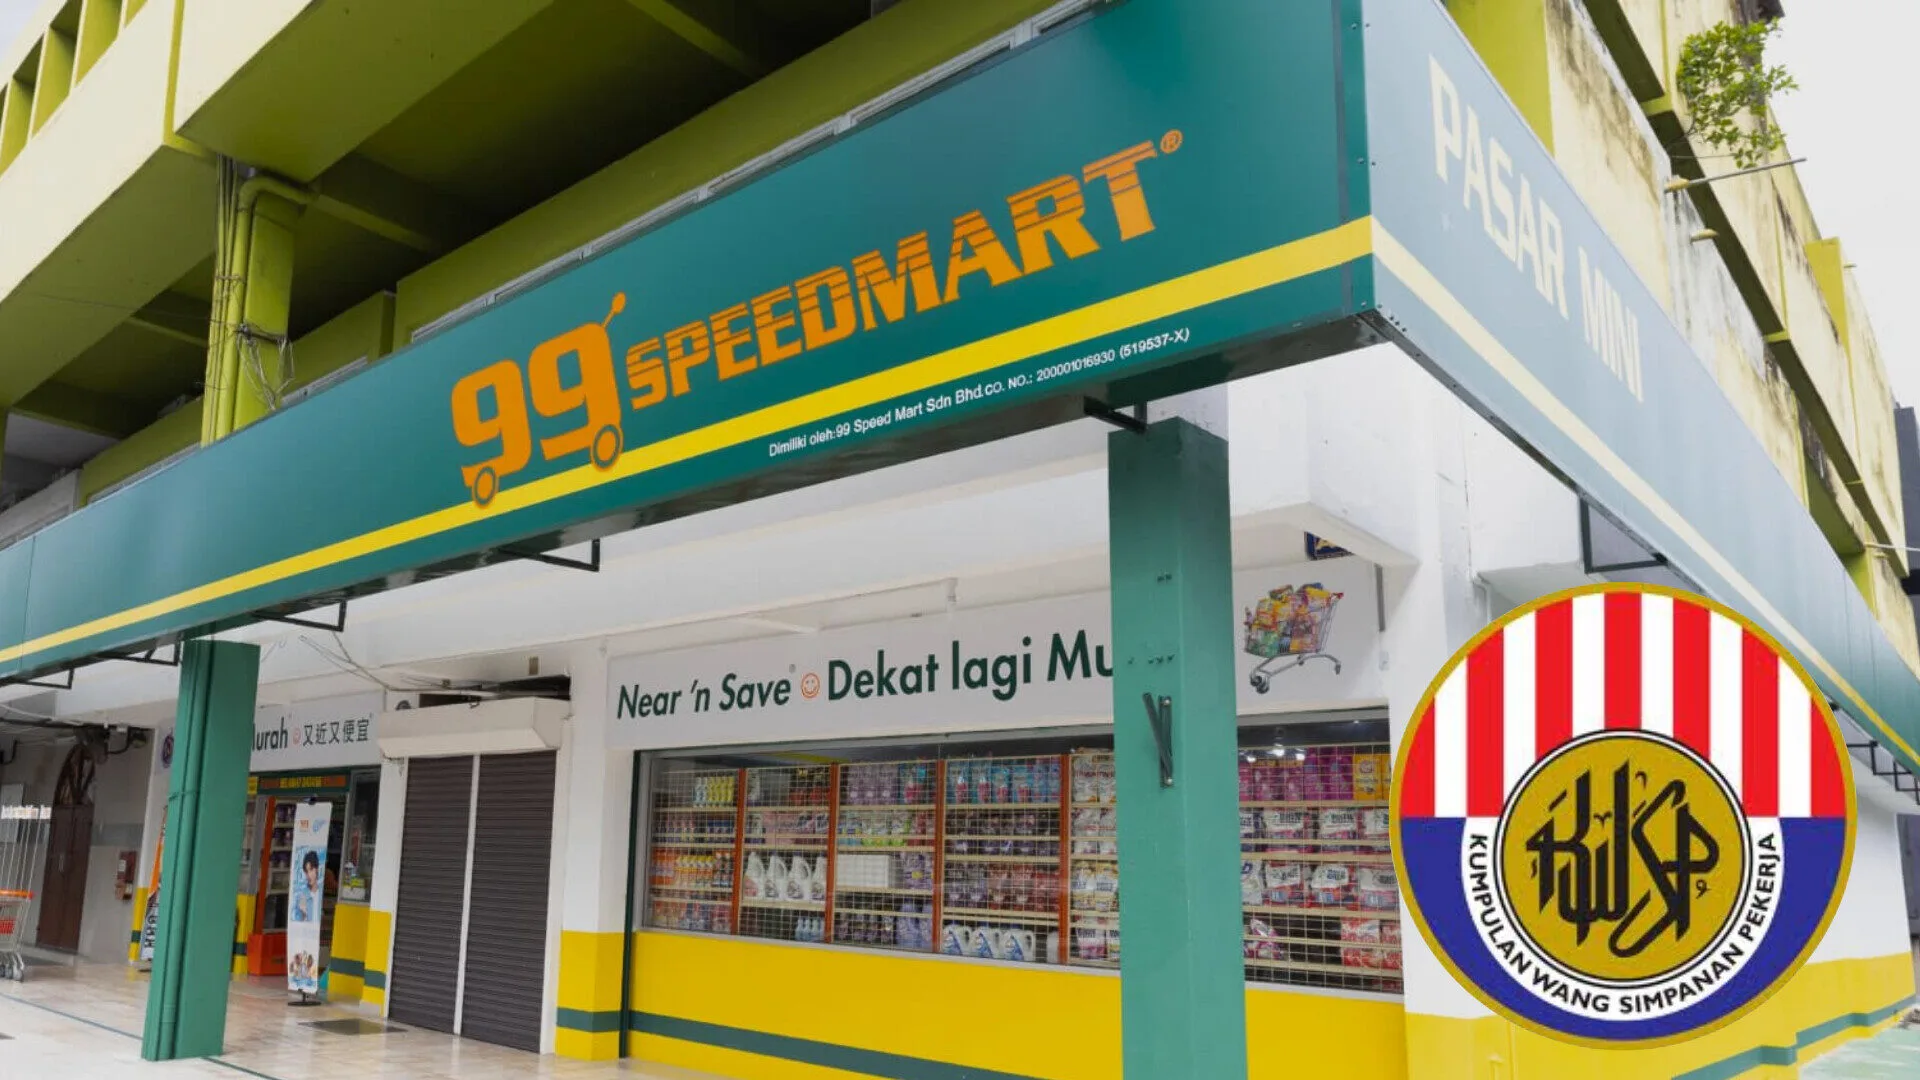 99 SPEEDMART®
Dimiliki oleh:99 Speed Mart Sdn Bhd.CO. NO.: 200001016930 (519537-X)
PASAR MINI
Near 'n Save Dekat lagi Mu
urah 又近又便宜
KUMPULAN WANG SIMPANAN PEKERJA
KWSP